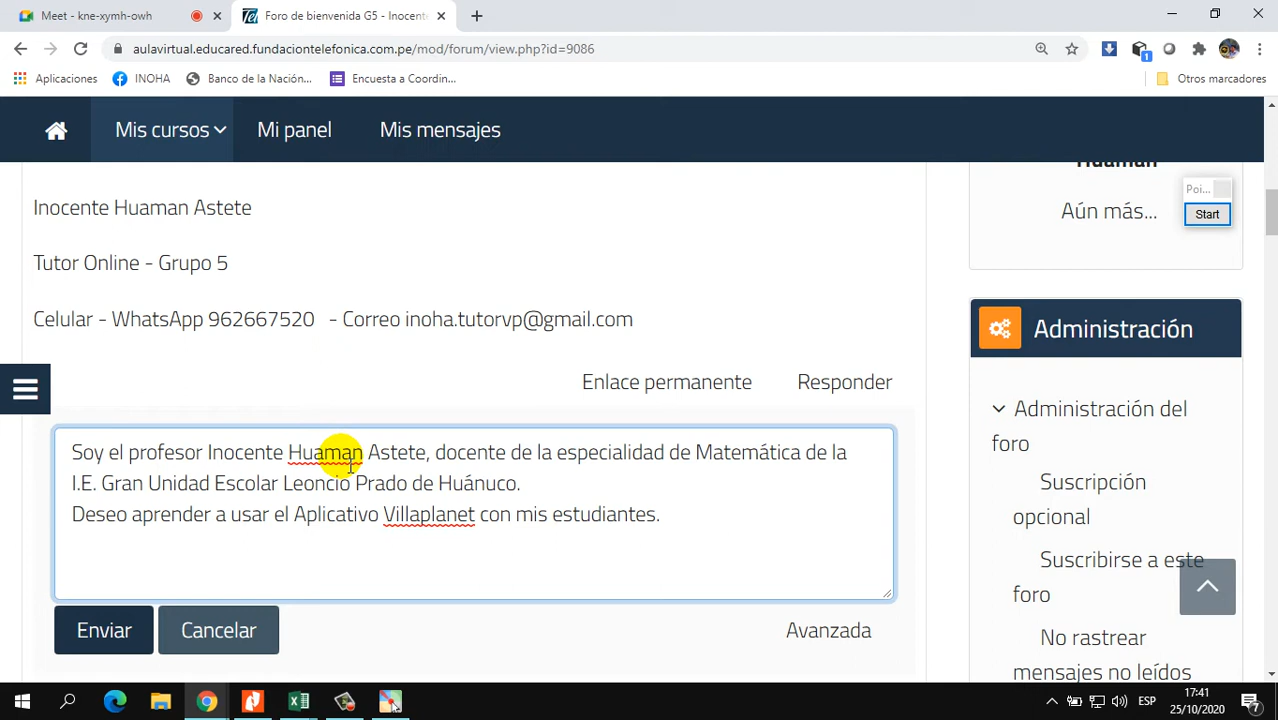 Meet - kne-xymh-owh
Foro de bienvenida G5 - Inocente
aulavirtual.educared.fundaciontelefonica.com.pe/mod/forum/view.php?id=9086
Aplicaciones
INOHA
Banco de la Nación...
Encuesta a Coordin...
Otros marcadores
Mis cursos
Mi panel
Mis mensajes
Huaman
Aún más...
Poi...
Start
Inocente Huaman Astete
Tutor Online - Grupo 5
Celular - WhatsApp 962667520 - Correo inoha.tutorvp@gmail.com
Enlace permanente
Responder
Soy el profesor Inocente Huaman Astete, docente de la especialidad de Matemática de la
I.E. Gran Unidad Escolar Leoncio Prado de Huánuco.
Deseo aprender a usar el Aplicativo Villaplanet con mis estudiantes.
Enviar
Cancelar
Avanzada
Administración
Administración del
foro
Suscripción
opcional
Suscribirse a este
foro
No rastrear
mensajes no leídos
ESP
17:41
25/10/2020
7
1